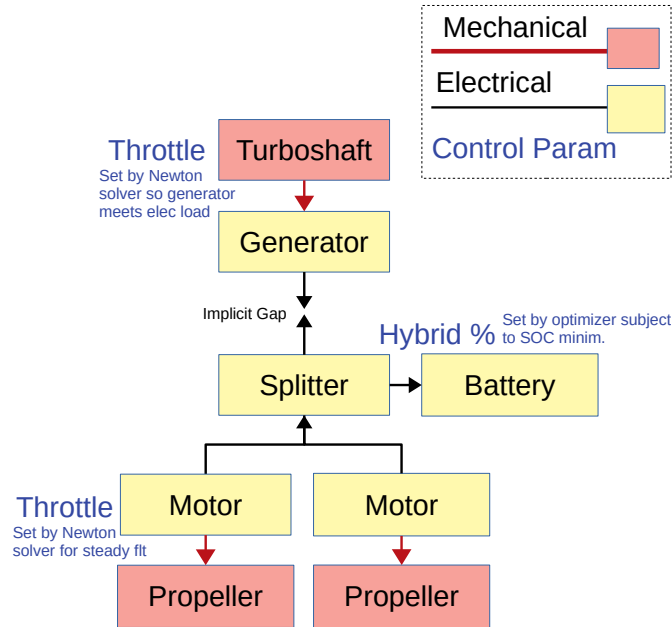 Mechanical
Electrical
Control Param
Throttle
Set by Newton
solver so generator
meets elec load
Turboshaft
Generator
Implicit Gap
Hybrid %
Set by optimizer subject
to SOC minim.
Splitter
Battery
Throttle
Set by Newton
solver for steady flt
Motor
Motor
Propeller
Propeller